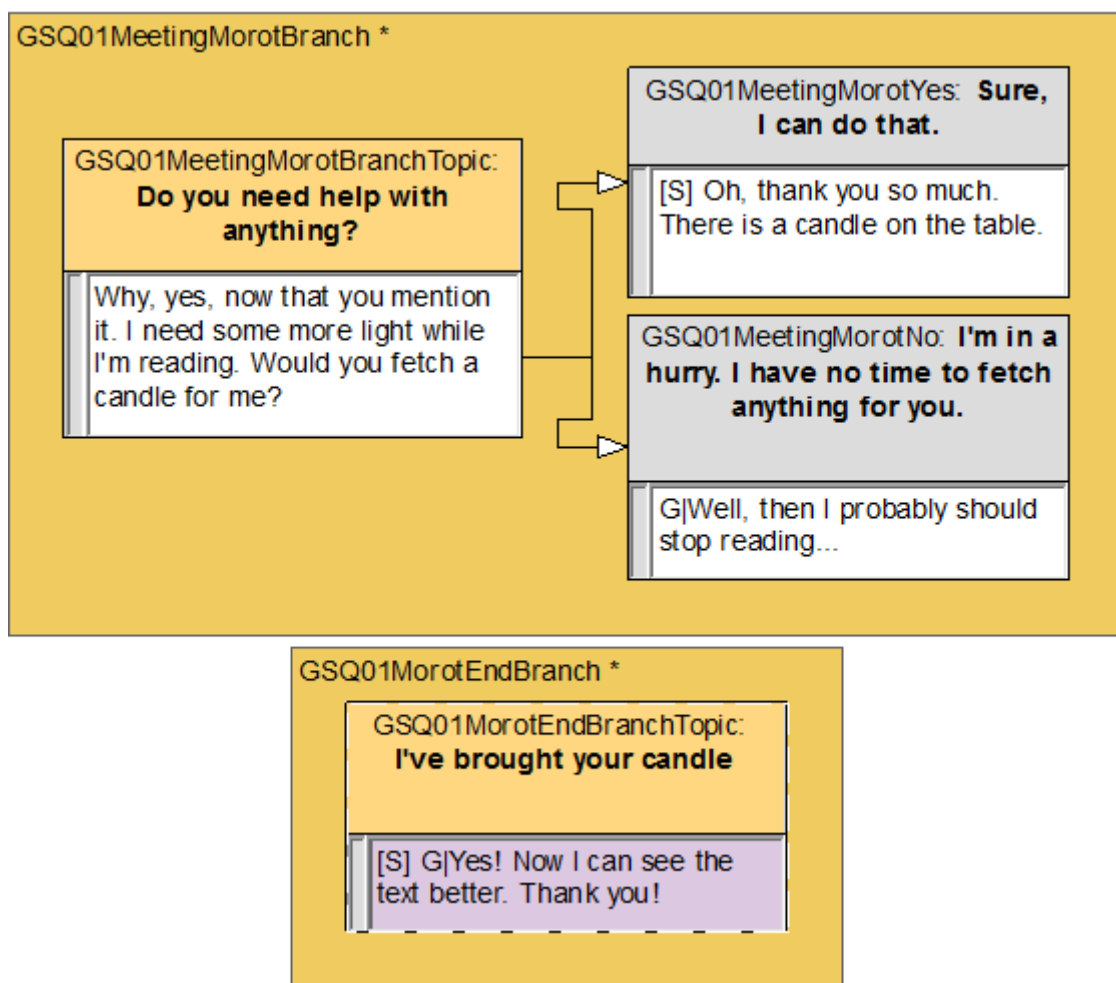 GSQ01MeetingMorotBranch *
GSQ01MeetingMorotBranchTopic:
Do you need help with
anything?
Why, yes, now that you mention
it. I need some more light while
I'm reading. Would you fetch a
candle for me?
GSQ01MeetingMorotYes: Sure,
I can do that.
[S] Oh, thank you so much.
There is a candle on the table.
GSQ01MeetingMorotNo: I'm in a
hurry. I have no time to fetch
anything for you.
G|Well, then I probably should
stop reading...
GSQ01MorotEndBranch *
GSQ01MorotEndBranchTopic:
I've brought your candle
[S] G|Yes! Now I can see the
text better. Thank you!